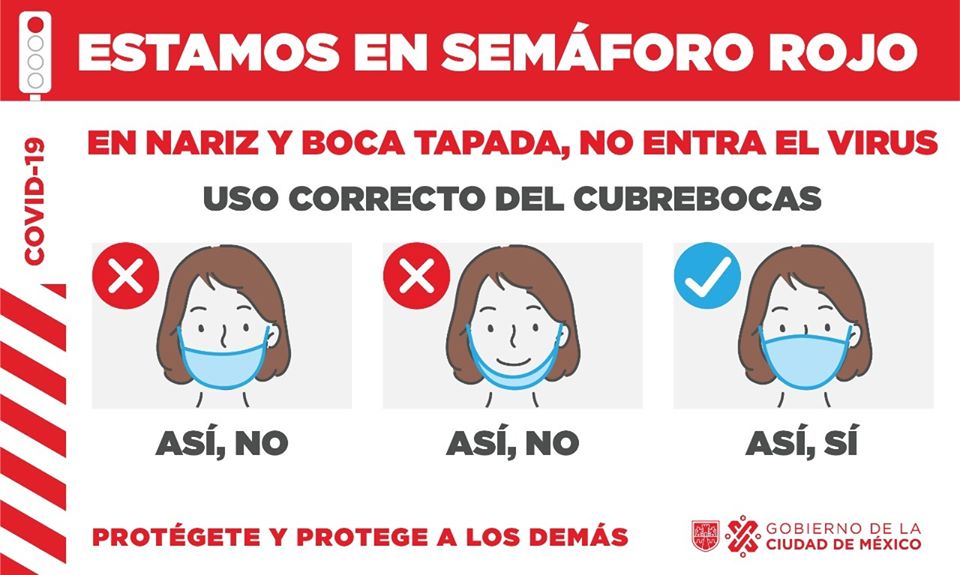 ESTAMOS EN SEMÁFORO ROJO
COVID-19
EN NARIZ Y BOCA TAPADA, NO ENTRA EL VIRUS
USO CORRECTO DEL CUBREBOCAS
ASÍ, NO
ASÍ, NO
ASÍ, SÍ
PROTÉGETE Y PROTEGE A LOS DEMÁS
GOBIERNO DE LA
CIUDAD DE MÉXICO